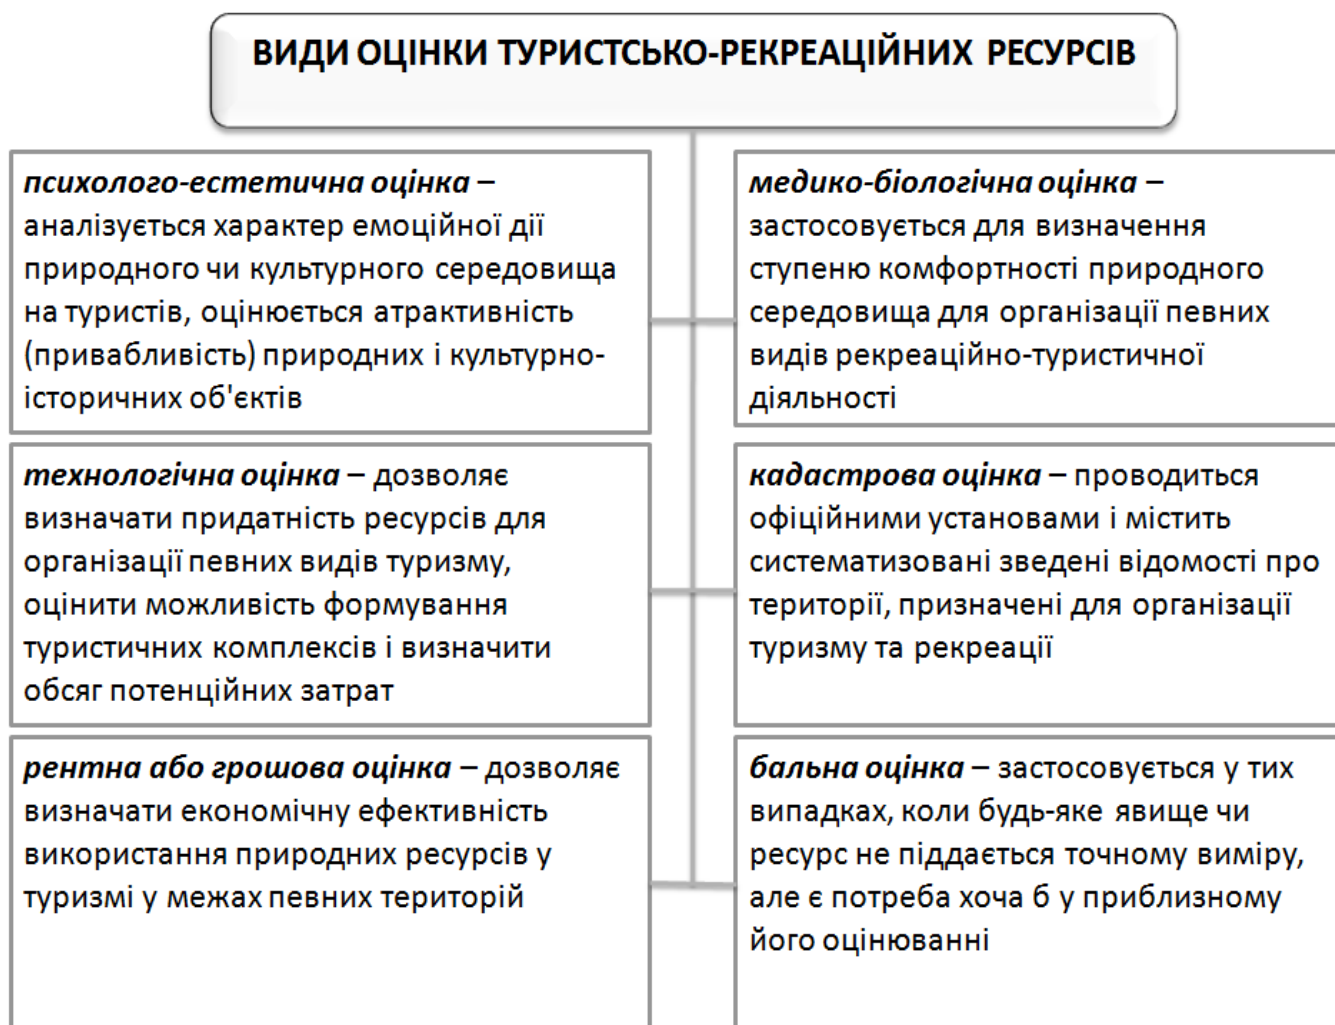 ВИДИ ОЦІНКИ ТУРИСТСЬКО-РЕКРЕАЦІЙНИХ РЕСУРСІВ
психолого-естетична оцінка –
аналізується характер емоційної дії
природного чи культурного середовища
на туристів, оцінюється атрактивність
(привабливість) природних і культурно-
історичних об'єктів
медико-біологічна оцінка –
застосовується для визначення
ступеню комфортності природного
середовища для організації певних
видів рекреаційно-туристичної
діяльності
технологічна оцінка – дозволяє
визначати придатність ресурсів для
організації певних видів туризму,
оцінити можливість формування
туристичних комплексів і визначити
обсяг потенційних затрат
кадастрова оцінка – проводиться
офіційними установами і містить
систематизовані зведені відомості про
території, призначені для організації
туризму та рекреації
рентна або грошова оцінка – дозволяє
визначати економічну ефективність
використання природних ресурсів у
туризмі у межах певних територій
бальна оцінка – застосовується у тих
випадках, коли будь-яке явище чи
ресурс не піддається точному виміру,
але є потреба хоча б у приблизному
його оцінюванні